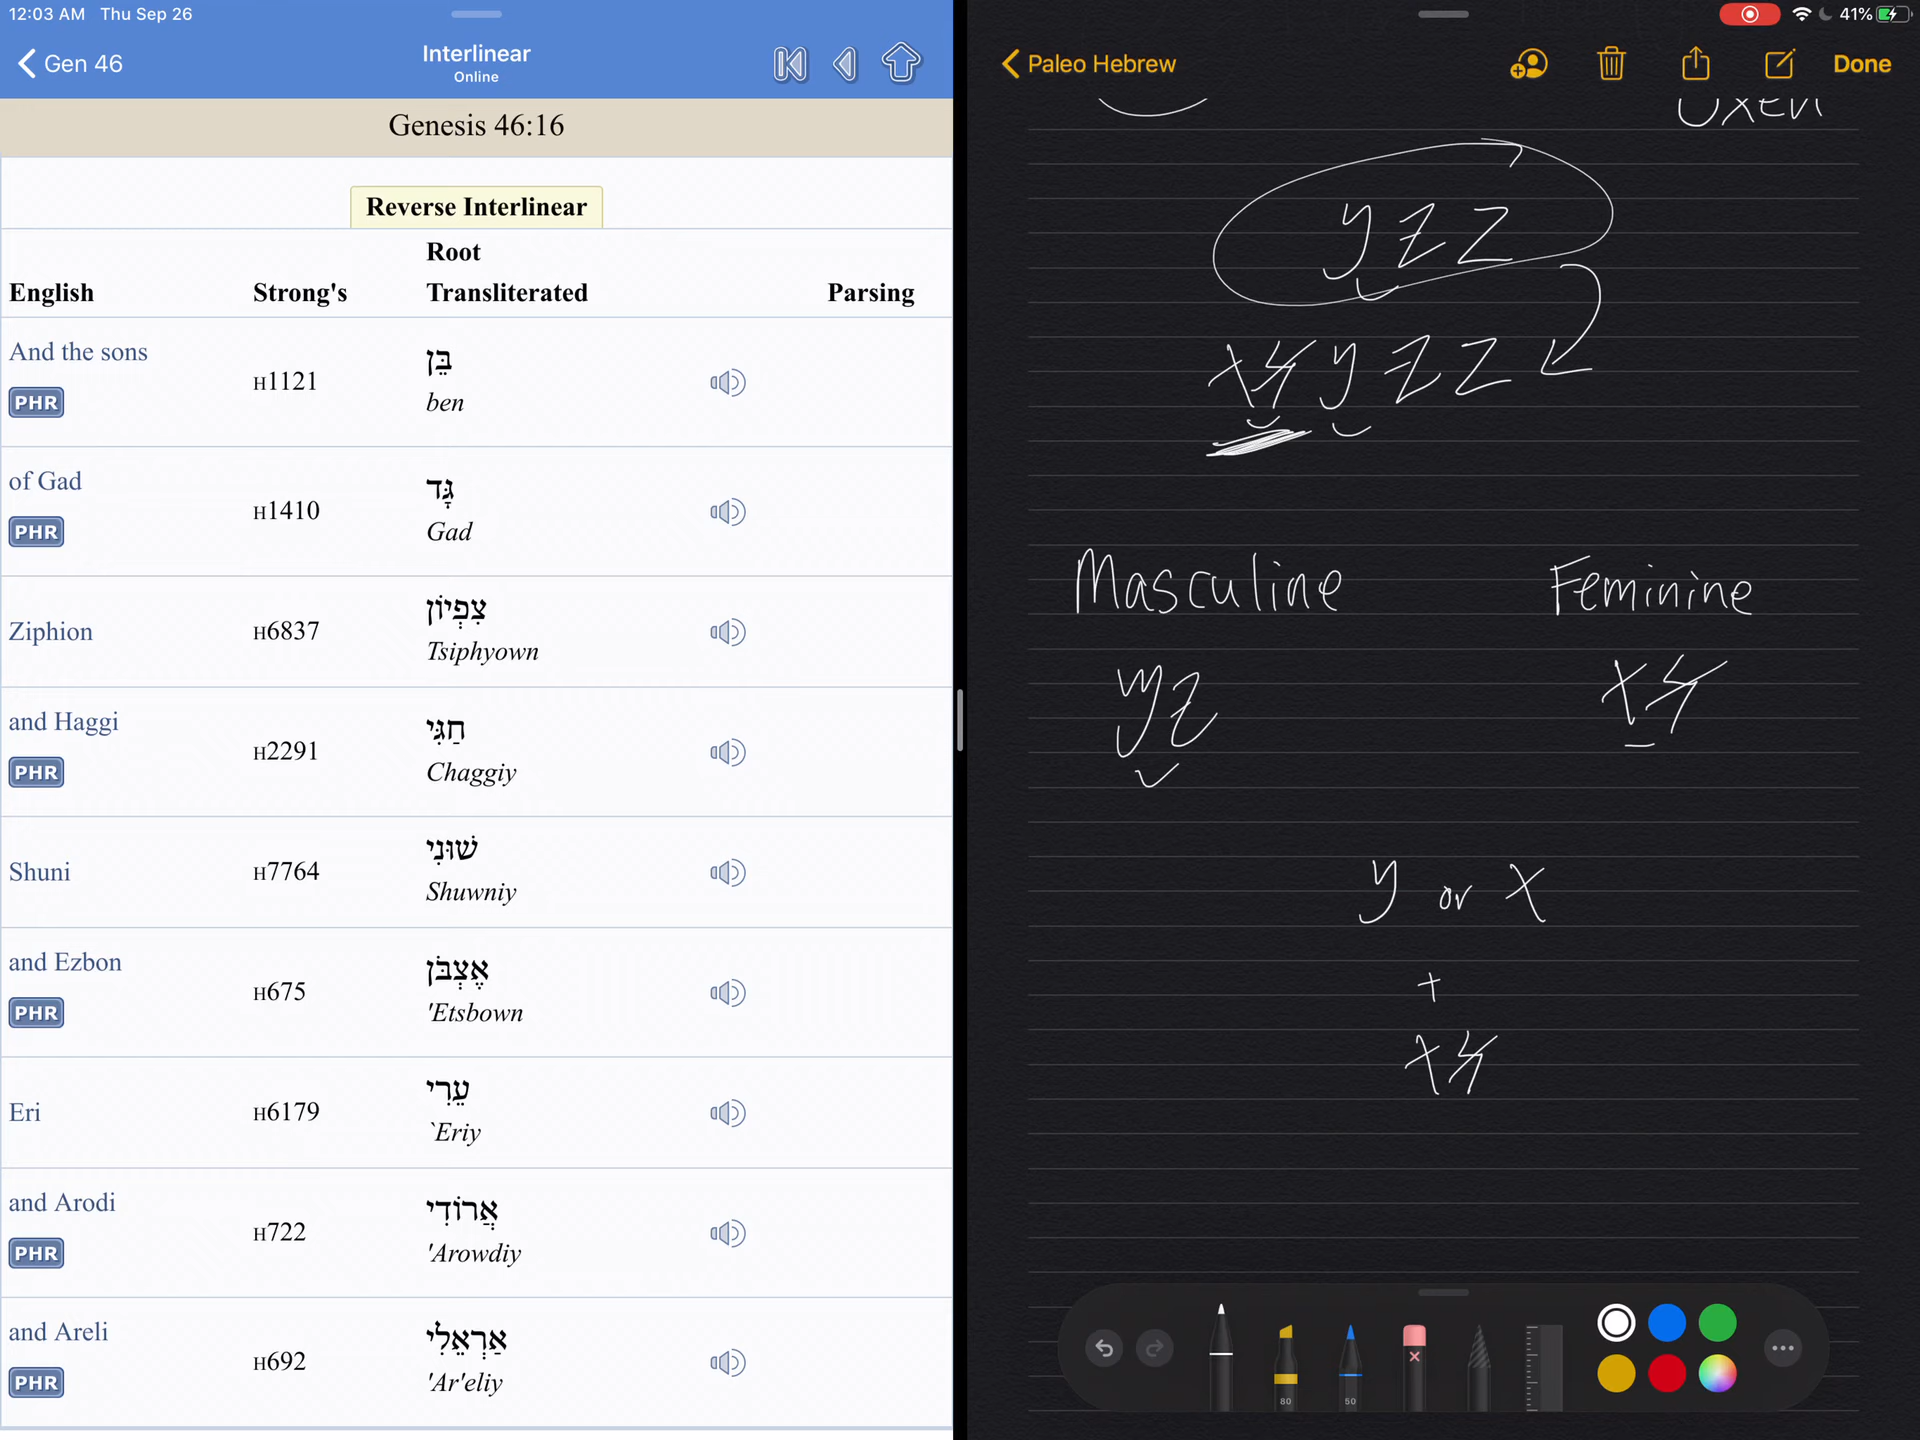 12:03 AM Thu Sep 26
Gen 46
Interlinear
Online
Genesis 46:16
Reverse Interlinear
English Strong's Root Transliterated Parsing
And the sons PHR H1121 בֵּן ben
of Gad PHR H1410 גָּד Gad
Ziphion H6837 צִפְיוֹן Tsiphyown
and Haggi PHR H2291 חַגִּי Chaggiy
Shuni H7764 שׁוּנִי Shuwniy
and Ezbon PHR H675 אֶצְבֹּן 'Etsbown
Eri H6179 עֵרִי `Eriy
and Arodi PHR H722 אֲרוֹדִי 'Arowdiy
and Areli PHR H692 אַרְאֵלִי 'Ar'eliy
41%
Paleo Hebrew
Done
Oxen
𐤌𐤉𐤉
𐤕𐤅𐤌𐤉𐤉
Masculine Feminine
y or x
+
80
50